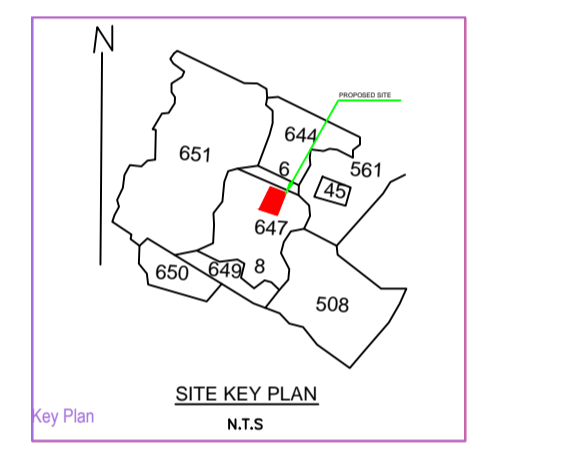 N
PROPOSED SITE
644
651
6
561
45
647
650
649
8
508
SITE KEY PLAN
Key Plan
N.T.S